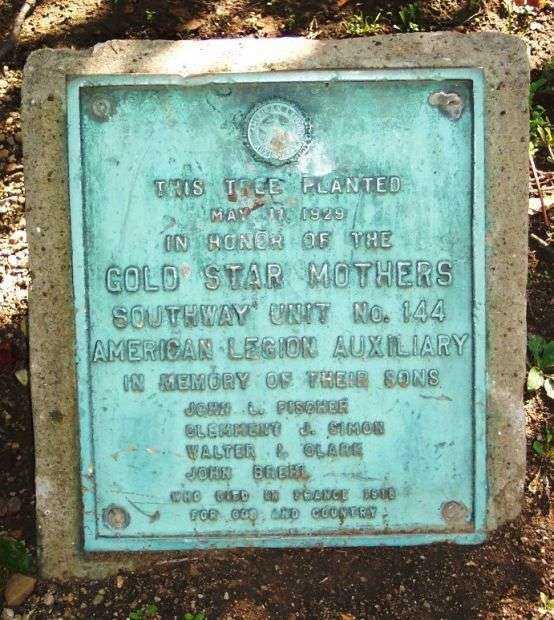 THIS TREE PLANTED
MAY 17, 1929
IN HONOR OF THE
GOLD STAR MOTHERS
SOUTHWAY UNIT No. 144
AMERICAN LEGION AUXILIARY
IN MEMORY OF THEIR SONS
JOHN L. FISCHER
CLEMMENT J. SIMON
WALTER I. CLARK
JOHN BREHL
WHO DIED IN FRANCE 1918
FOR GOD AND COUNTRY